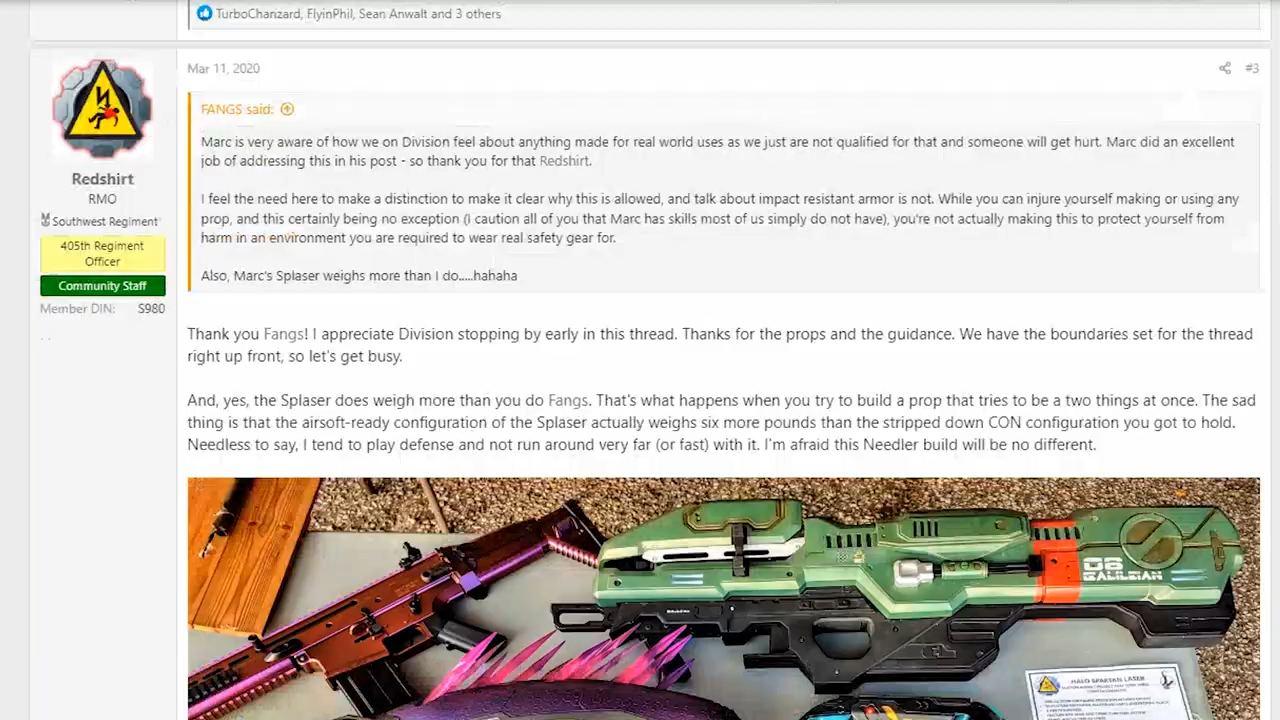 TurboCharizard, FlyinPhil, Sean Anwalt and 3 others
Mar 11, 2020
#3
Redshirt
RMO
Southwest Regiment
405th Regiment
Officer
Community Staff
Member DIN: S980
FANGS said:
Marc is very aware of how we on Division feel about anything made for real world uses as we just are not qualified for that and someone will get hurt. Marc did an excellent
job of addressing this in his post - so thank you for that Redshirt.
I feel the need here to make a distinction to make it clear why this is allowed, and talk about impact resistant armor is not. While you can injure yourself making or using any
prop, and this certainly being no exception (i caution all of you that Marc has skills most of us simply do not have), you're not actually making this to protect yourself from
harm in an environment you are required to wear real safety gear for.
Also, Marc's Splaser weighs more than I do.....hahaha
Thank you Fangs! I appreciate Division stopping by early in this thread. Thanks for the props and the guidance. We have the boundaries set for the thread
right up front, so let's get busy.
And, yes, the Splaser does weigh more than you do Fangs. That's what happens when you try to build a prop that tries to be a two things at once. The sad
thing is that the airsoft-ready configuration of the Splaser actually weighs six more pounds than the stripped down CON configuration you got to hold.
Needless to say, I tend to play defense and not run around very far (or fast) with it. I'm afraid this Needler build will be no different.
08
GALILEIAN
HALO SPARTAN LASER